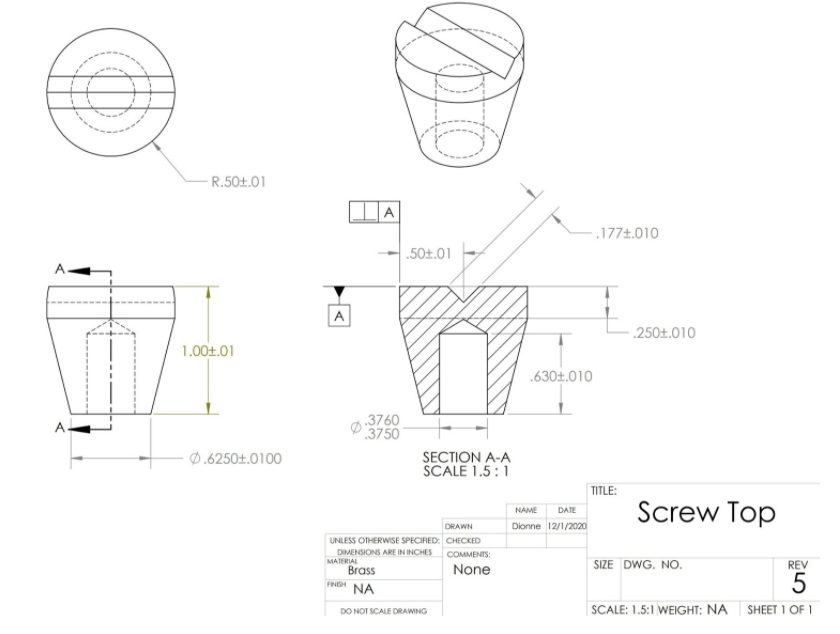 R.50±.01
A
.177±.010
.50±.01
A
A
1.00±.01
.250±.010
.630±.010
A
Ø .3760
.3750
Ø .6250±.0100
SECTION A-A
SCALE 1.5 : 1
TITLE:
Screw Top
NAME DATE
DRAWN Dionne 12/1/2020
UNLESS OTHERWISE SPECIFIED: CHECKED
DIMENSIONS ARE IN INCHES
COMMENTS:
None
MATERIAL
Brass
FINISH NA
DO NOT SCALE DRAWING
SIZE DWG. NO. REV
5
SCALE: 1.5:1 WEIGHT: NA SHEET 1 OF 1